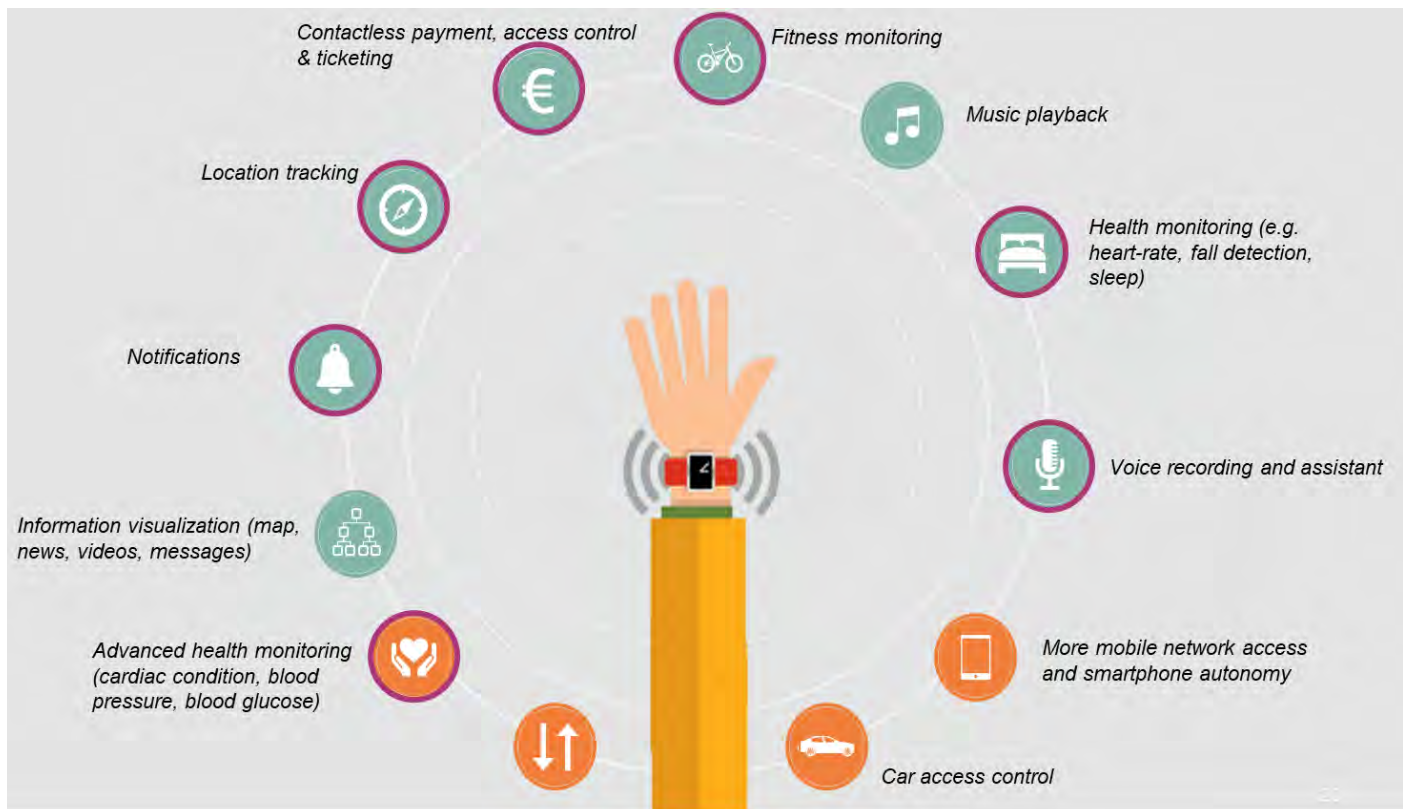 Contactless payment, access control
& ticketing
Fitness monitoring
Music playback
Location tracking
Health monitoring (e.g.
heart-rate, fall detection,
sleep)
Notifications
Voice recording and assistant
Information visualization (map,
news, videos, messages)
Advanced health monitoring
(cardiac condition, blood
pressure, blood glucose)
More mobile network access
and smartphone autonomy
Car access control